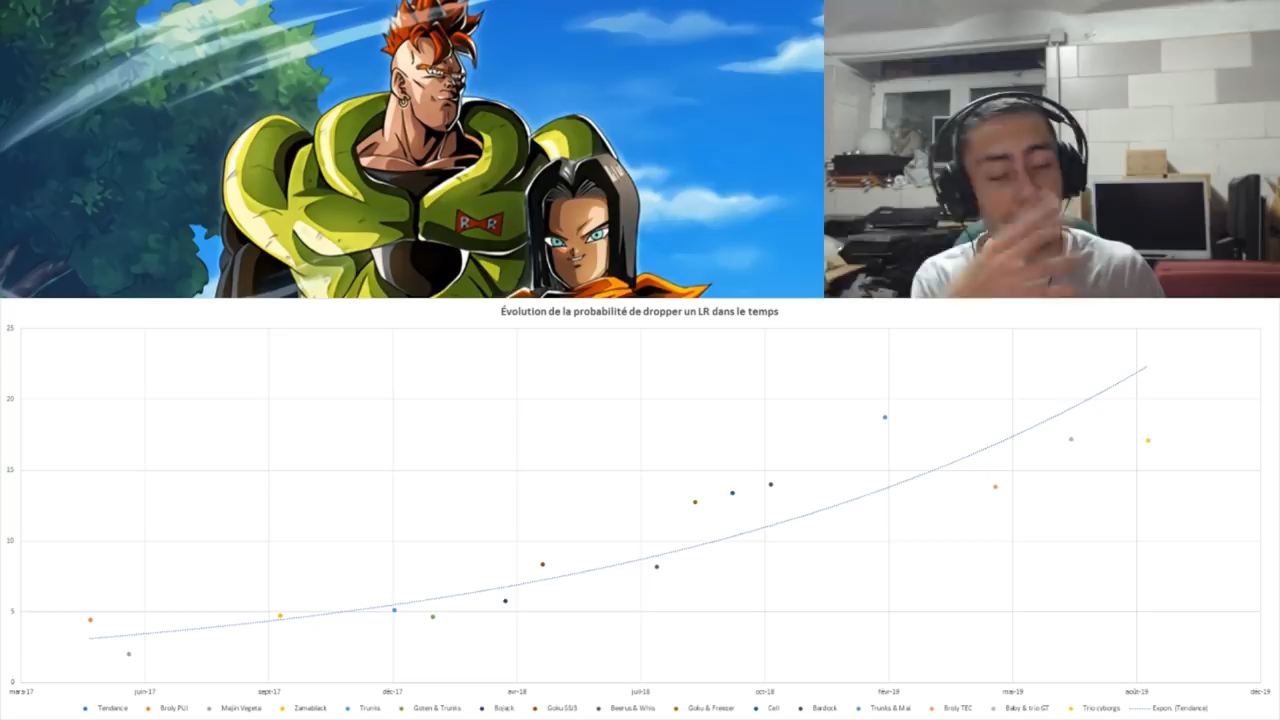 R R
Évolution de la probabilité de dropper un LR dans le temps
25
20
15
10
5
0
mars-17 juin-17 sept-17 déc-17 avr-18 juil-18 oct-18 févr-19 mai-19 août-19 déc-19
Tendance Broly PUI Majin Vegeta Zamablack Trunks Goten & Trunks Bojack Goku SSJ3 Beerus & Whis Goku & Freezer Cell Bardock Trunks & Mai Broly TEC Baby & trio GT Trio cyborgs Expon. (Tendance)